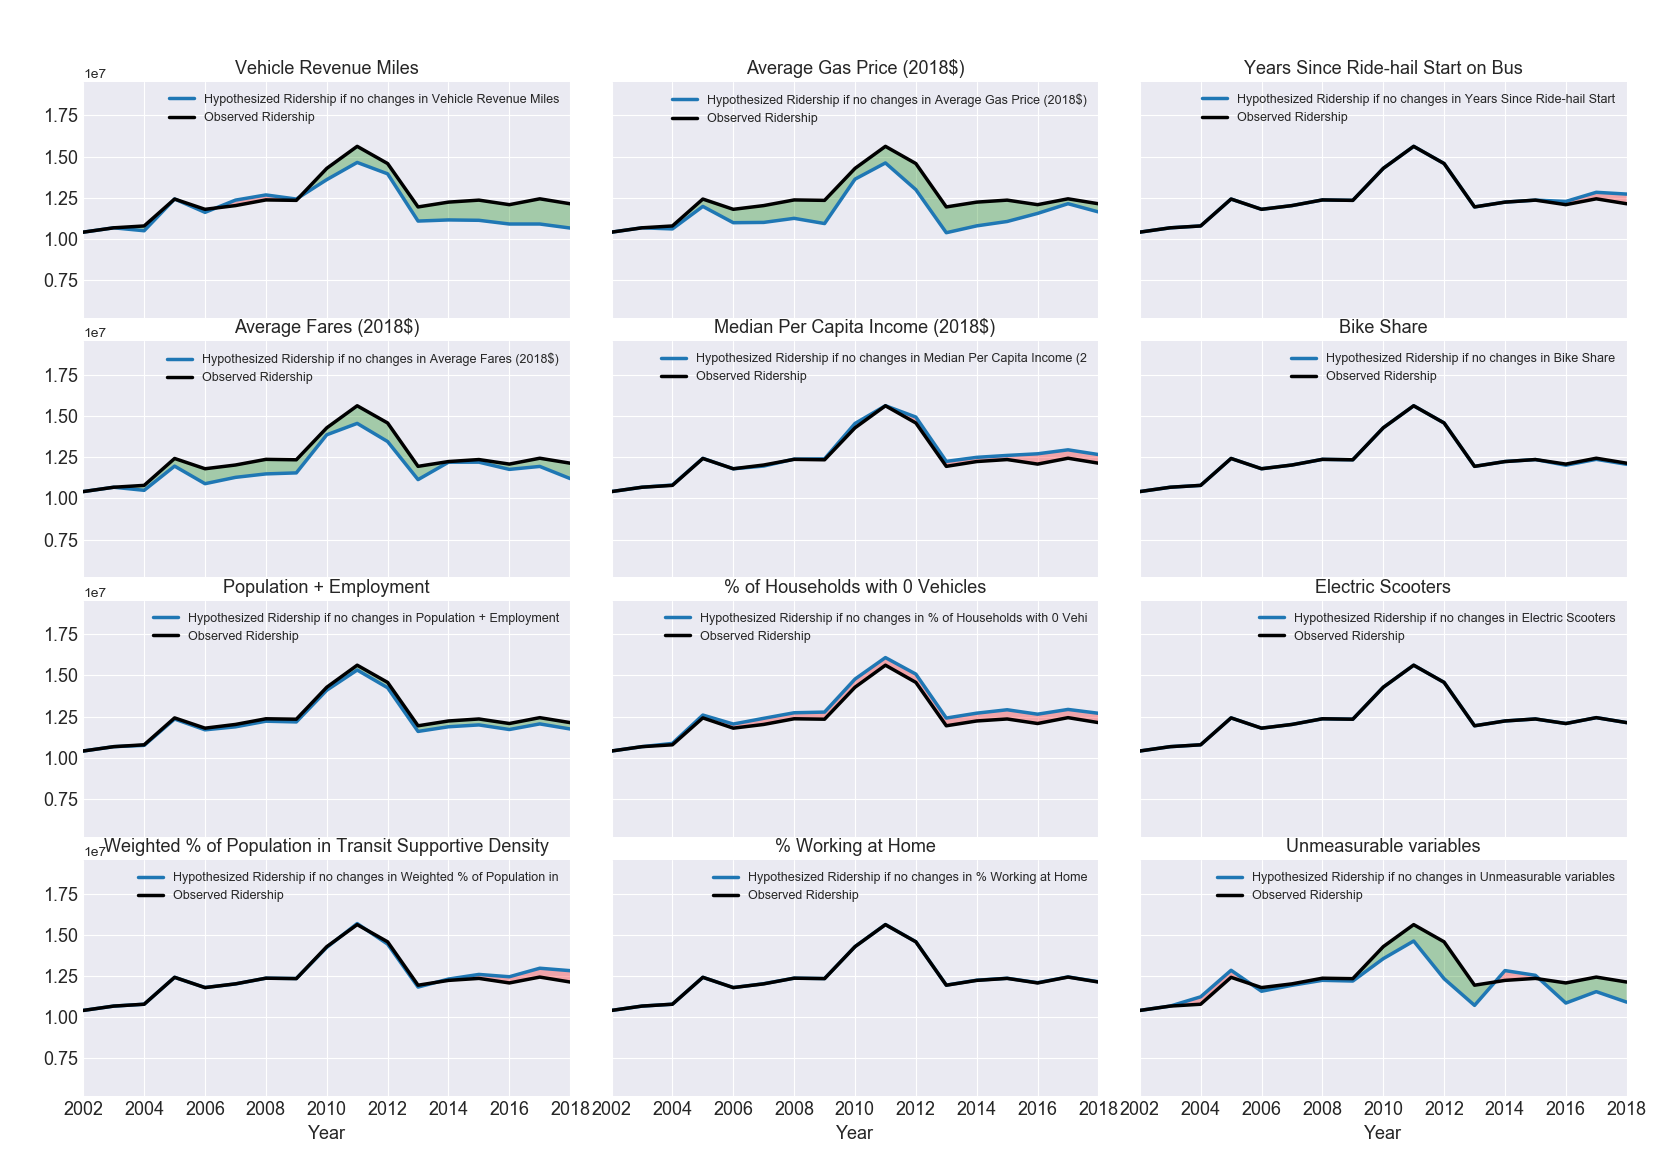 Vehicle Revenue Miles
1e7
Hypothesized Ridership if no changes in Vehicle Revenue Miles
Observed Ridership
1.75
1.50
1.25
1.00
0.75
Average Gas Price (2018$)
Hypothesized Ridership if no changes in Average Gas Price (2018$)
Observed Ridership
Years Since Ride-hail Start on Bus
Hypothesized Ridership if no changes in Years Since Ride-hail Start
Observed Ridership
Average Fares (2018$)
1e7
Hypothesized Ridership if no changes in Average Fares (2018$)
Observed Ridership
1.75
1.50
1.25
1.00
0.75
Median Per Capita Income (2018$)
Hypothesized Ridership if no changes in Median Per Capita Income (2
Observed Ridership
Bike Share
Hypothesized Ridership if no changes in Bike Share
Observed Ridership
Population + Employment
1e7
Hypothesized Ridership if no changes in Population + Employment
Observed Ridership
1.75
1.50
1.25
1.00
0.75
% of Households with 0 Vehicles
Hypothesized Ridership if no changes in % of Households with 0 Vehi
Observed Ridership
Electric Scooters
Hypothesized Ridership if no changes in Electric Scooters
Observed Ridership
Weighted % of Population in Transit Supportive Density
1e7
Hypothesized Ridership if no changes in Weighted % of Population in
Observed Ridership
1.75
1.50
1.25
1.00
0.75
2002 2004 2006 2008 2010 2012 2014 2016 2018
Year
% Working at Home
Hypothesized Ridership if no changes in % Working at Home
Observed Ridership
2002 2004 2006 2008 2010 2012 2014 2016 2018
Year
Unmeasurable variables
Hypothesized Ridership if no changes in Unmeasurable variables
Observed Ridership
2002 2004 2006 2008 2010 2012 2014 2016 2018
Year